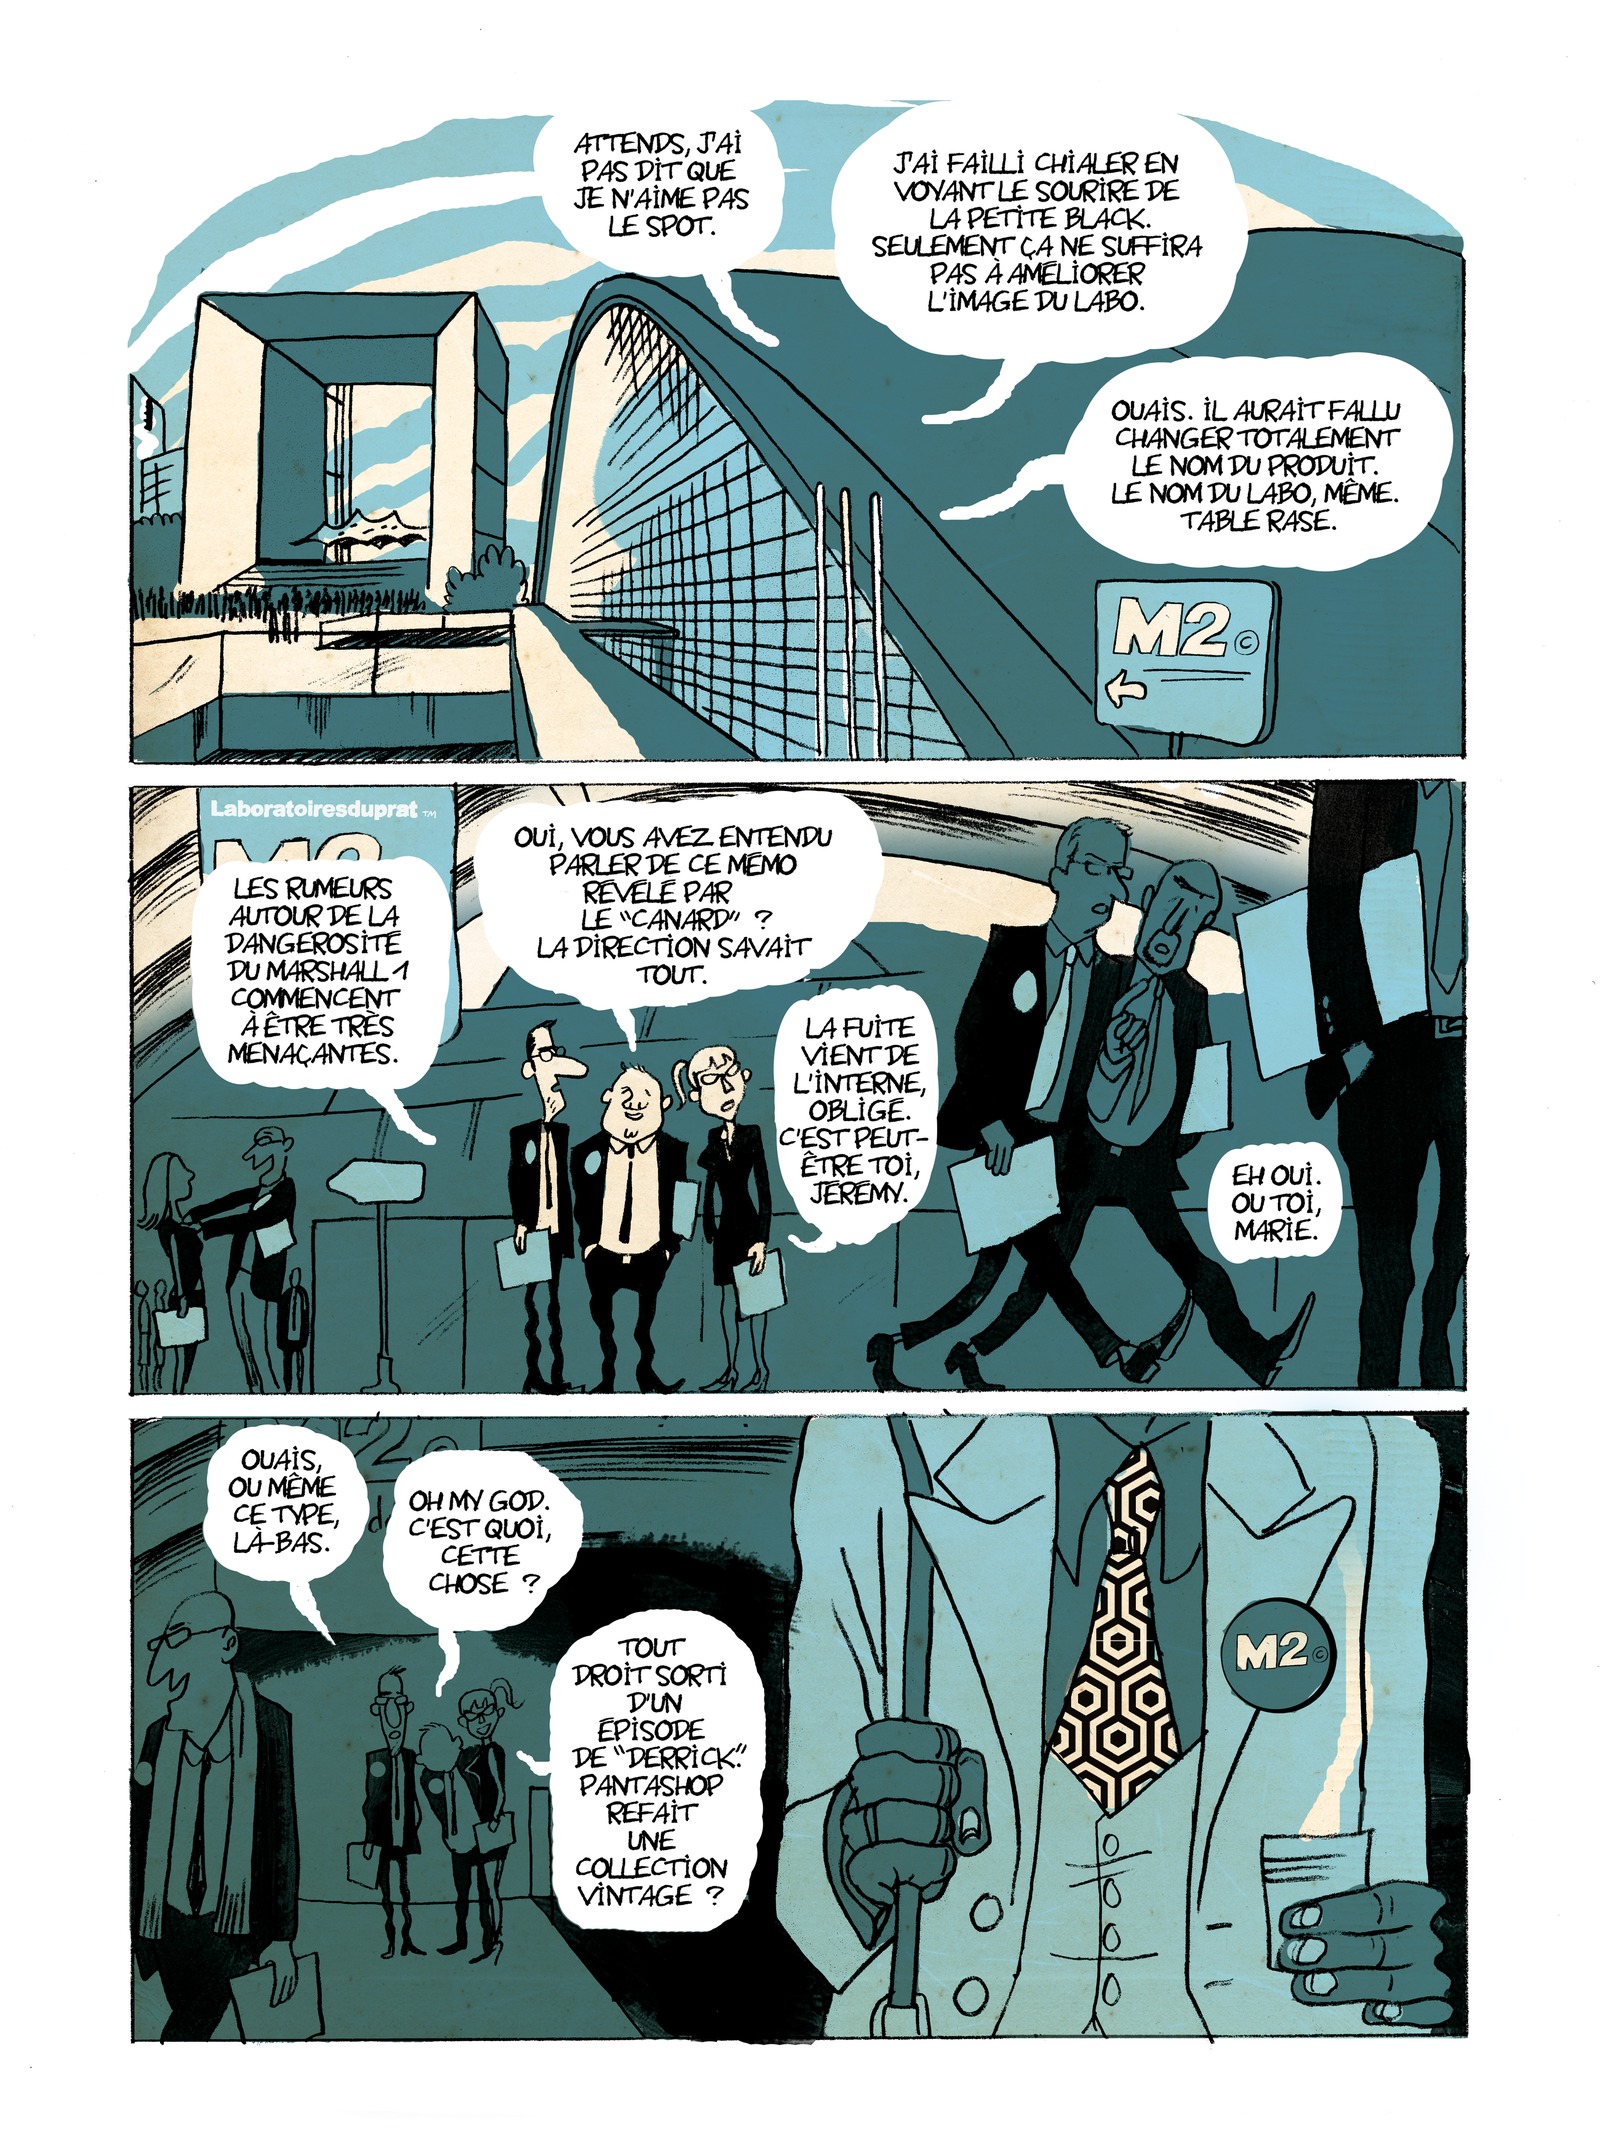 ATTENDS, J'AI
PAS DIT QUE
JE N'AIME PAS
LE SPOT.
J'AI FAILLI CHIALER EN
VOYANT LE SOURIRE DE
LA PETITE BLACK.
SEULEMENT ÇA NE SUFFIRA
PAS À AMÉLIORER
L'IMAGE DU LABO.
OUAIS. IL AURAIT FALLU
CHANGER TOTALEMENT
LE NOM DU PRODUIT.
LE NOM DU LABO, MÊME.
TABLE RASE.
M2©
Laboratoiresduprat TM
M2
LES RUMEURS
AUTOUR DE LA
DANGEROSITÉ
DU MARSHALL 1
COMMENCENT
À ÊTRE TRÈS
MENAÇANTES.
OUI, VOUS AVEZ ENTENDU
PARLER DE CE MÉMO
RÉVÉLÉ PAR
LE "CANARD" ?
LA DIRECTION SAVAIT
TOUT.
LA FUITE
VIENT DE
L'INTERNE,
OBLIGÉ.
C'EST PEUT-
ÊTRE TOI,
JÉRÉMY.
EH OUI.
OU TOI,
MARIE.
2©
OUAIS,
OU MÊME
CE TYPE,
LÀ-BAS.
OH MY GOD.
C'EST QUOI,
CETTE
CHOSE ?
TOUT
DROIT SORTI
D'UN
ÉPISODE
DE "DERRICK".
PANTASHOP
REFAIT
UNE
COLLECTION
VINTAGE ?
M2©